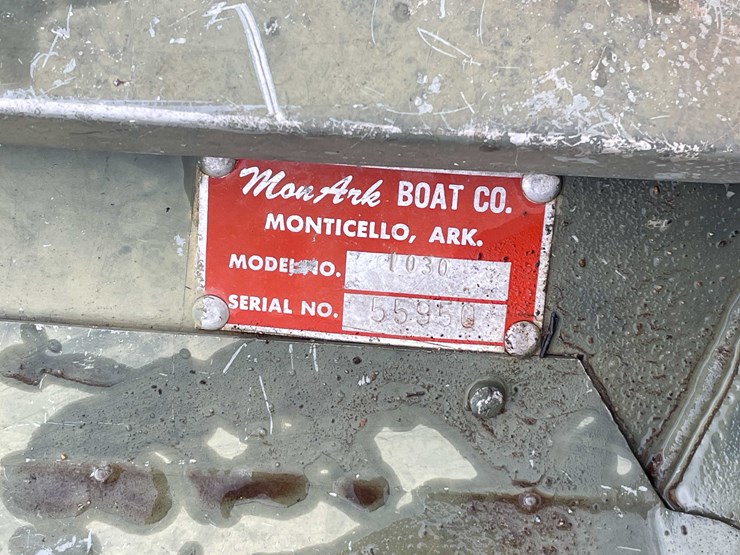 MonArk BOAT CO.
MONTICELLO, ARK.
MODEL NO. 1030
SERIAL NO. 55950